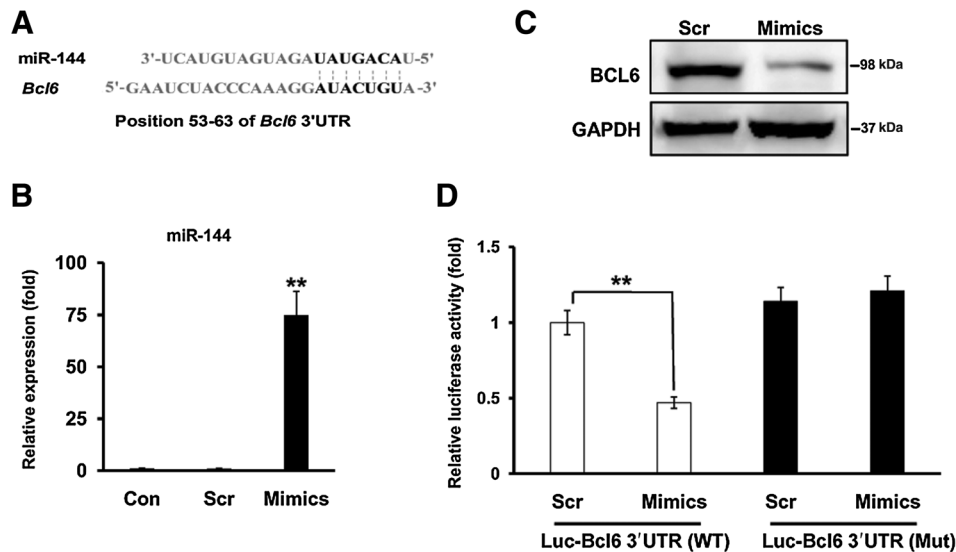 A
miR-144 3'-UCAUGUAGUAGAUAUGACAU-5'
Bcl6 5'-GAAUCUACCCAAAGGAUACUGUA-3'
Position 53-63 of Bcl6 3'UTR
B
miR-144
Relative expression (fold)
100
75
50
25
0
**
Con Scr Mimics
C
Scr Mimics
BCL6 98 kDa
GAPDH 37 kDa
D
Relative luciferase activity (fold)
1.5
1
0.5
0
**
Scr Mimics Scr Mimics
Luc-Bcl6 3′UTR (WT) Luc-Bcl6 3′UTR (Mut)